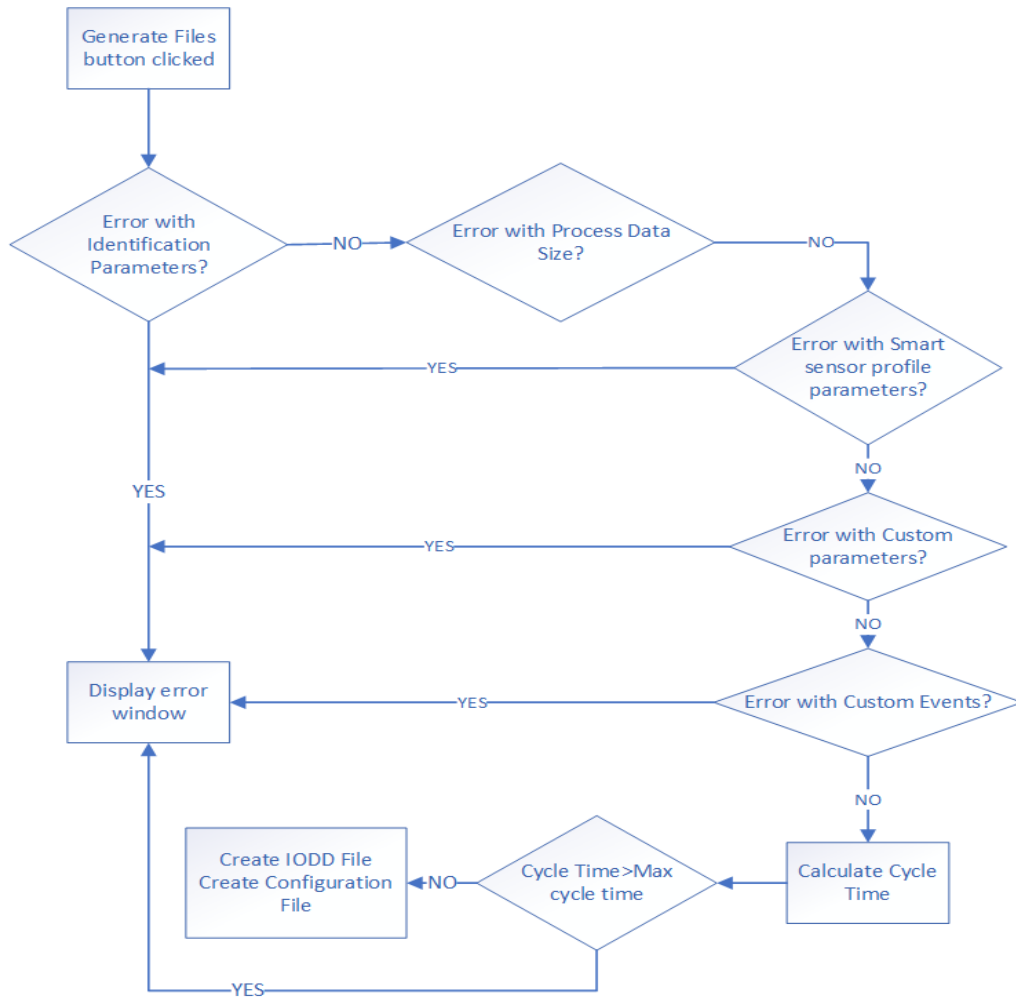 Generate Files
button clicked
Error with
Identification
Parameters?
NO
Error with Process Data
Size?
NO
Error with Smart
sensor profile
parameters?
YES
NO
YES
Error with Custom
parameters?
YES
NO
Display error
window
Error with Custom Events?
YES
NO
Create IODD File
Create Configuration
File
NO
Cycle Time>Max
cycle time
Calculate Cycle
Time
YES